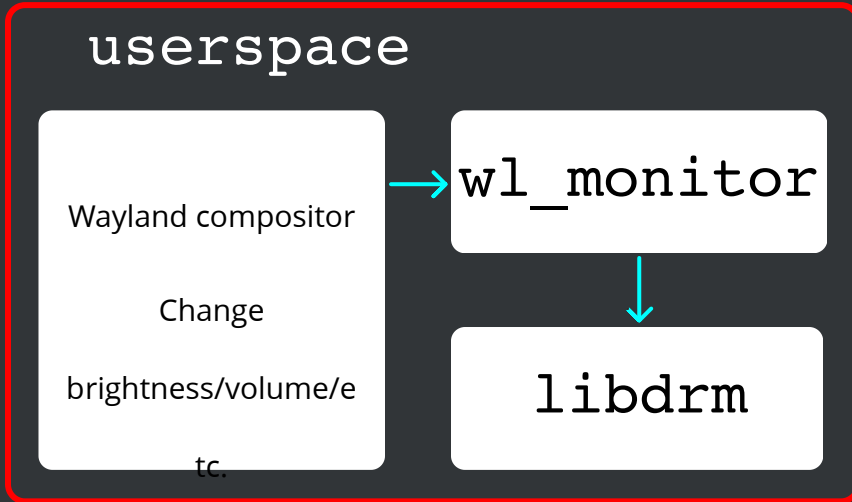 userspace
Wayland compositor
Change
brightness/volume/e
tc.
wl_monitor
libdrm